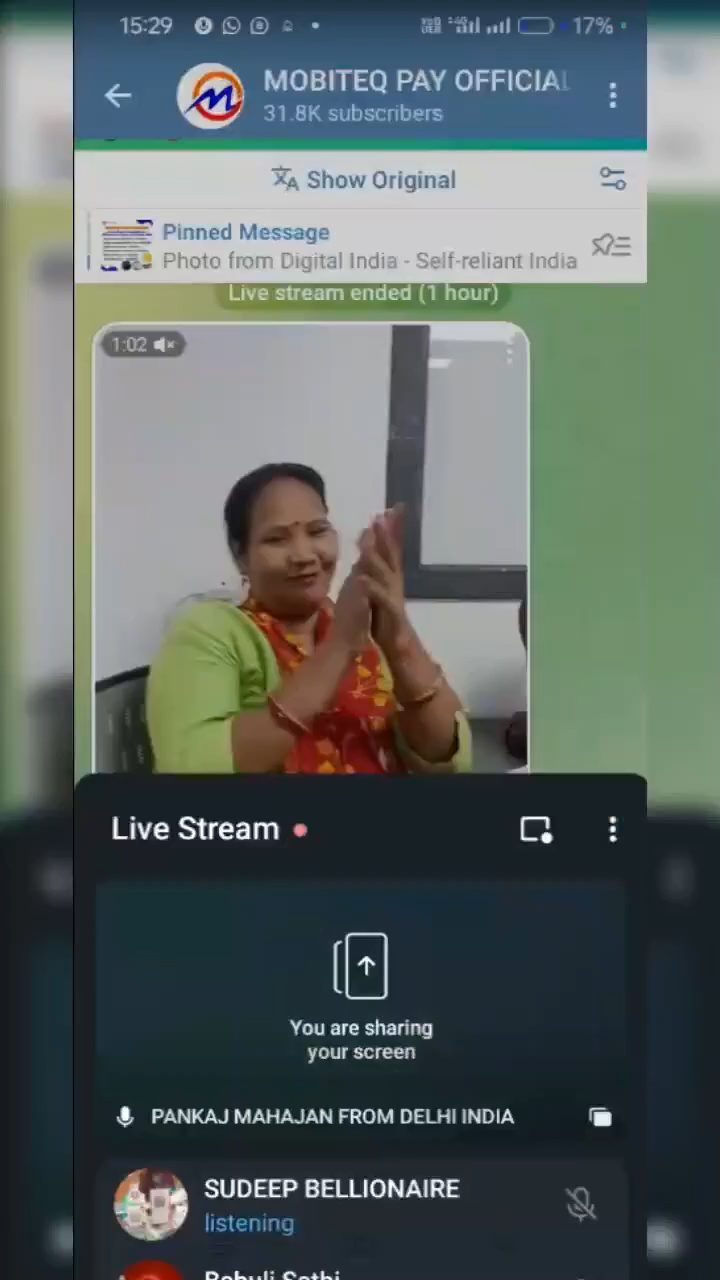 15:29
17%
MOBITEQ PAY OFFICIAL
31.8K subscribers
Show Original
Pinned Message
Photo from Digital India - Self-reliant India
Live stream ended (1 hour)
1:02
Live Stream
You are sharing
your screen
PANKAJ MAHAJAN FROM DELHI INDIA
SUDEEP BELLIONAIRE
listening